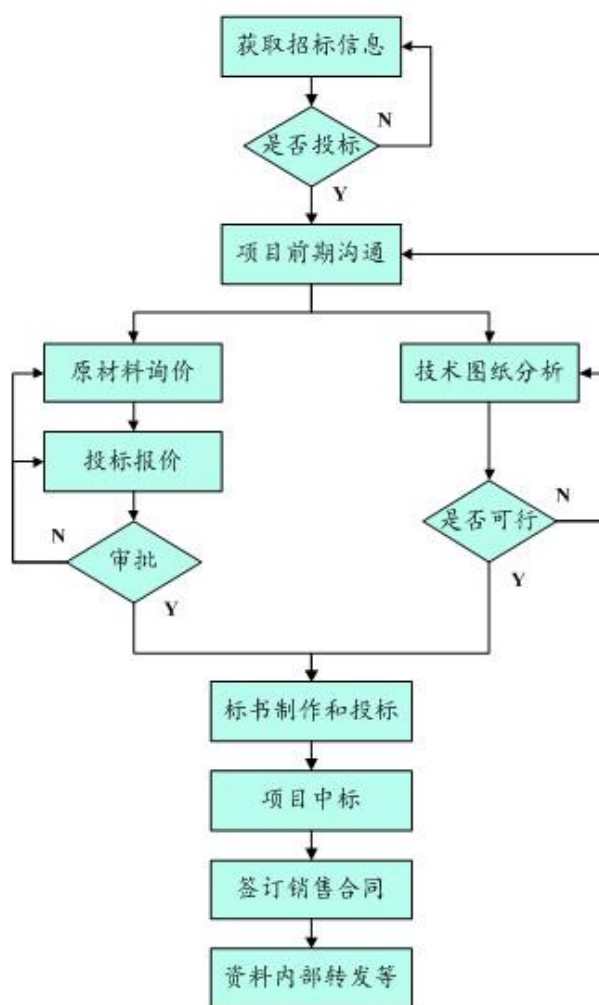 获取招标信息
N
是否投标
Y
项目前期沟通
原材料询价
技术图纸分析
投标报价
N
是否可行
N
审批
Y
Y
标书制作和投标
项目中标
签订销售合同
资料内部转发等